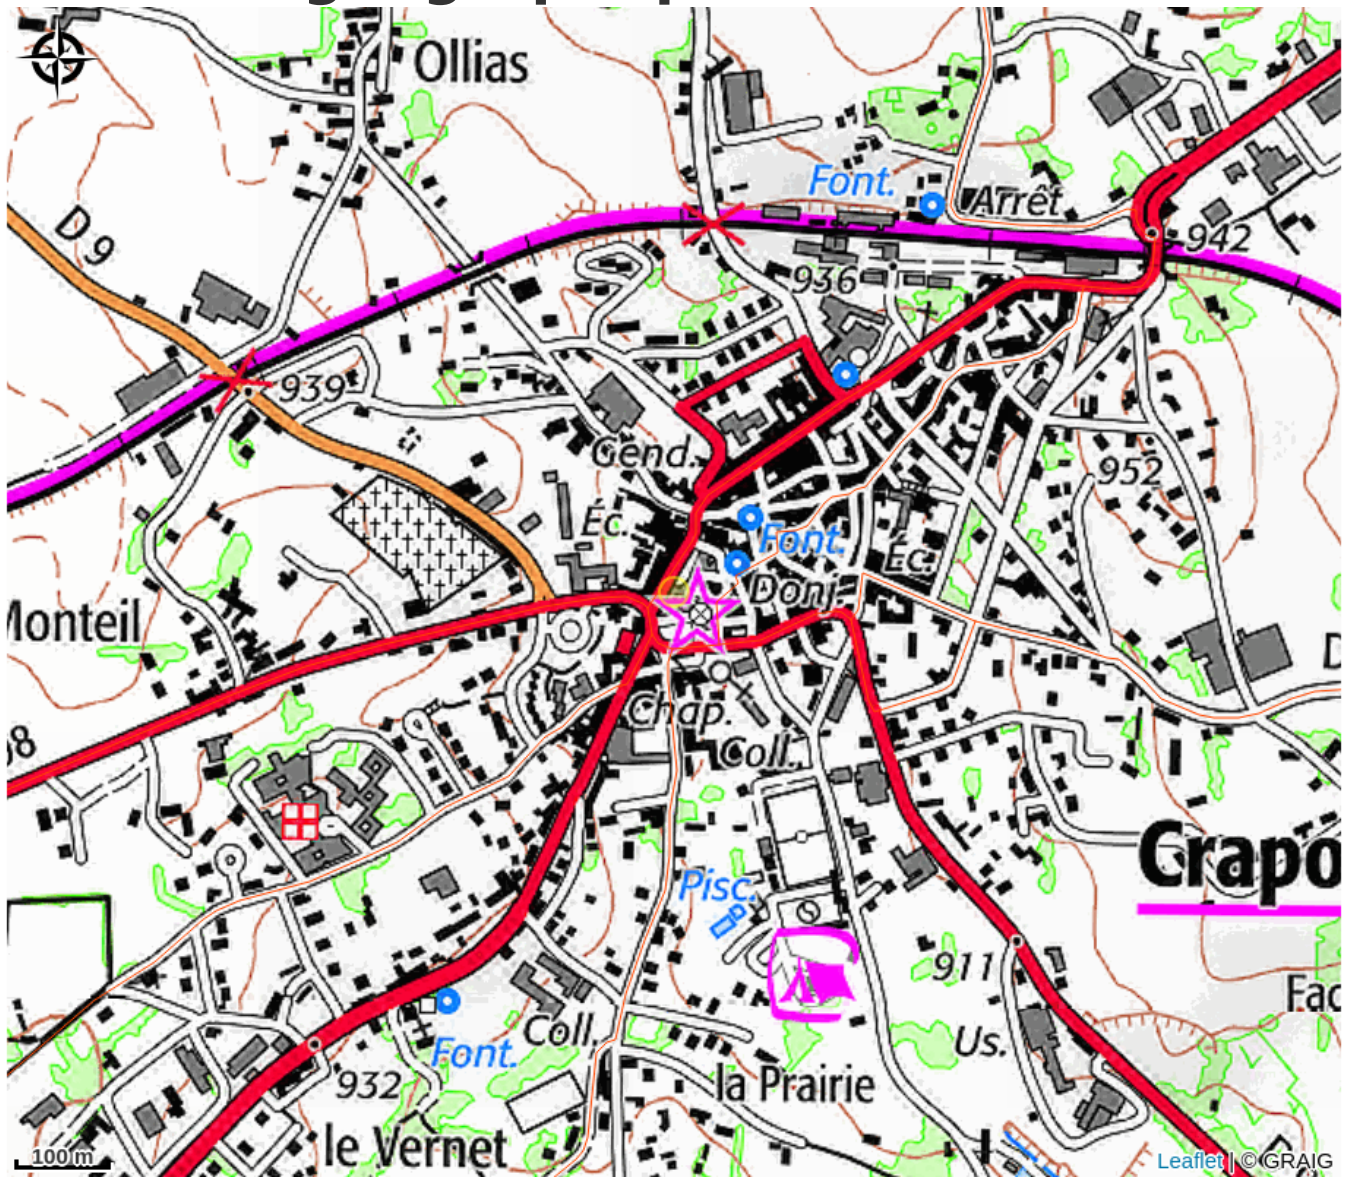 Ollias
D 9
Font.
Arrêt
942
936
939
Gend.
952
Éc.
Font.
Éc.
Donj.
Monteil
Chap.
Coll.
Crapo
Pisc.
911
Fac
Coll.
Us.
Font.
932
la Prairie
le Vernet
100 m
Leaflet | © GRAIG